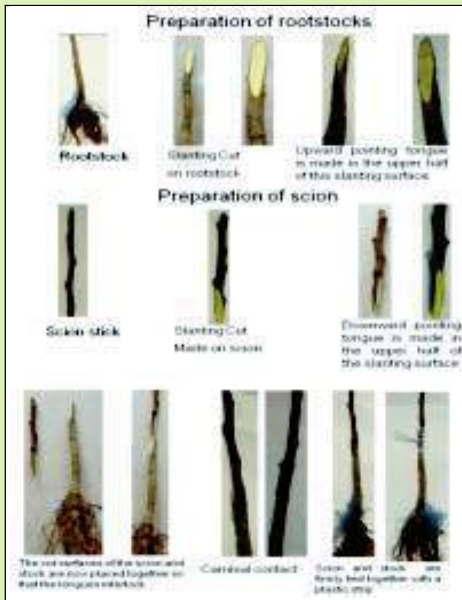 Preparation of rootstocks
Rootstock
Slanting Cut
on rootstock
Upward pointing tongue
is made in the upper half
of this slanting surface
Preparation of scion
Scion stick
Slanting Cut
Made on scion
Downward pointing
tongue is made in
the upper half of
the slanting surface
The cut surfaces of the scion and
stock are now placed together so
that the tongues interlock
contact
Scion and stock are
firmly tied together with a
plastic strip